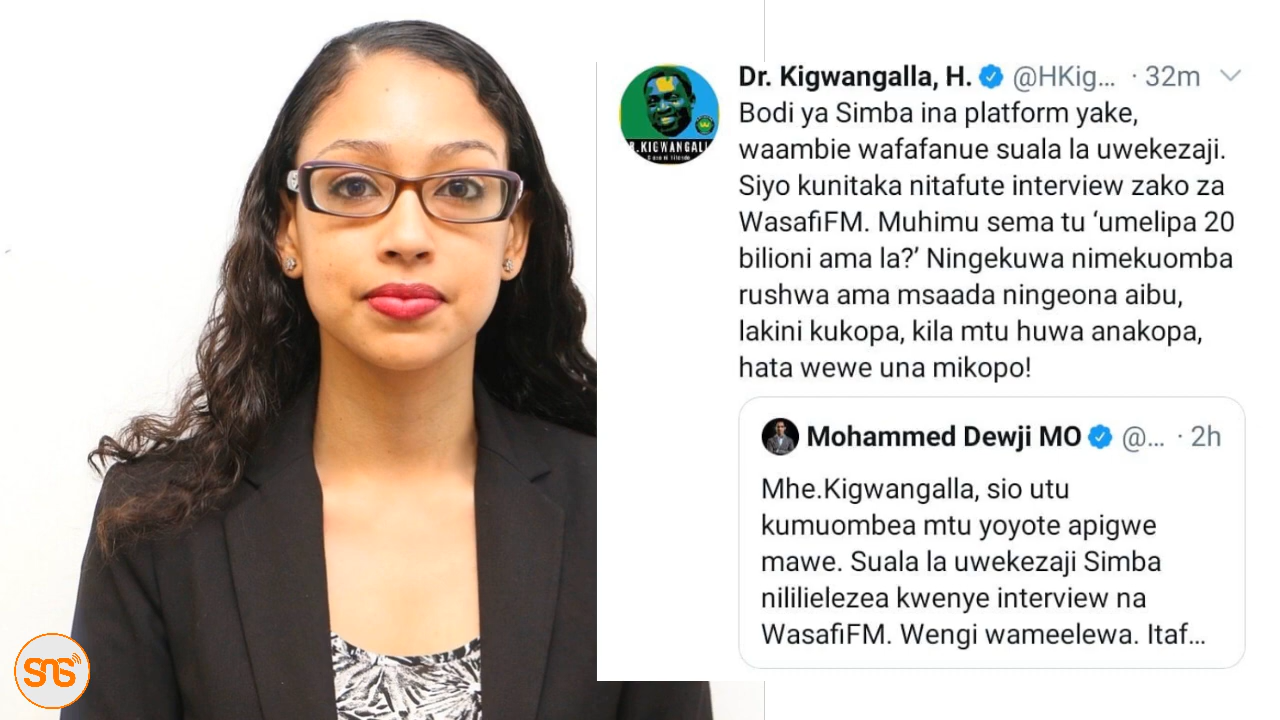 Dr. Kigwangalla, H. @HKig... · 32m
Bodi ya Simba ina platform yake,
waambie wafafanue suala la uwekezaji.
Siyo kunitaka nitafute interview zako za
WasafiFM. Muhimu sema tu ‘umelipa 20
bilioni ama la?’ Ningekuwa nimekuomba
rushwa ama msaada ningeona aibu,
lakini kukopa, kila mtu huwa anakopa,
hata wewe una mikopo!
Mohammed Dewji MO @... · 2h
Mhe.Kigwangalla, sio utu
kumuombea mtu yoyote apigwe
mawe. Suala la uwekezaji Simba
nililielezea kwenye interview na
WasafiFM. Wengi wameelewa. Itaf...
SnS